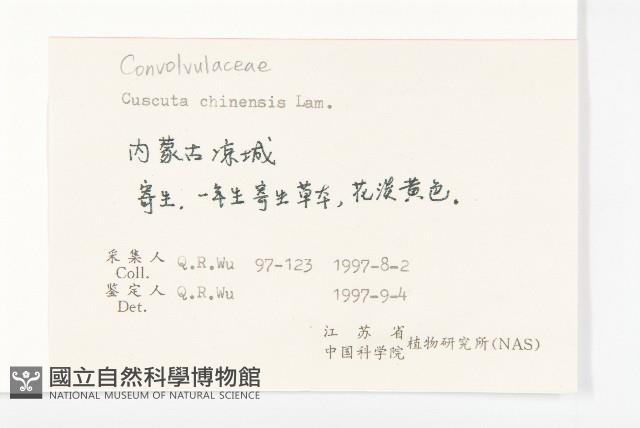 Convolvulaceae
Cuscuta chinensis Lam.
内蒙古凉城
寄生，一年生寄生草本，花淡黄色。
采集人 Q.R.Wu 97-123 1997-8-2
Coll.
鉴定人 Q.R.Wu 1997-9-4
Det.
江苏省
中国科学院 植物研究所(NAS)
國立自然科學博物館
NATIONAL MUSEUM OF NATURAL SCIENCE